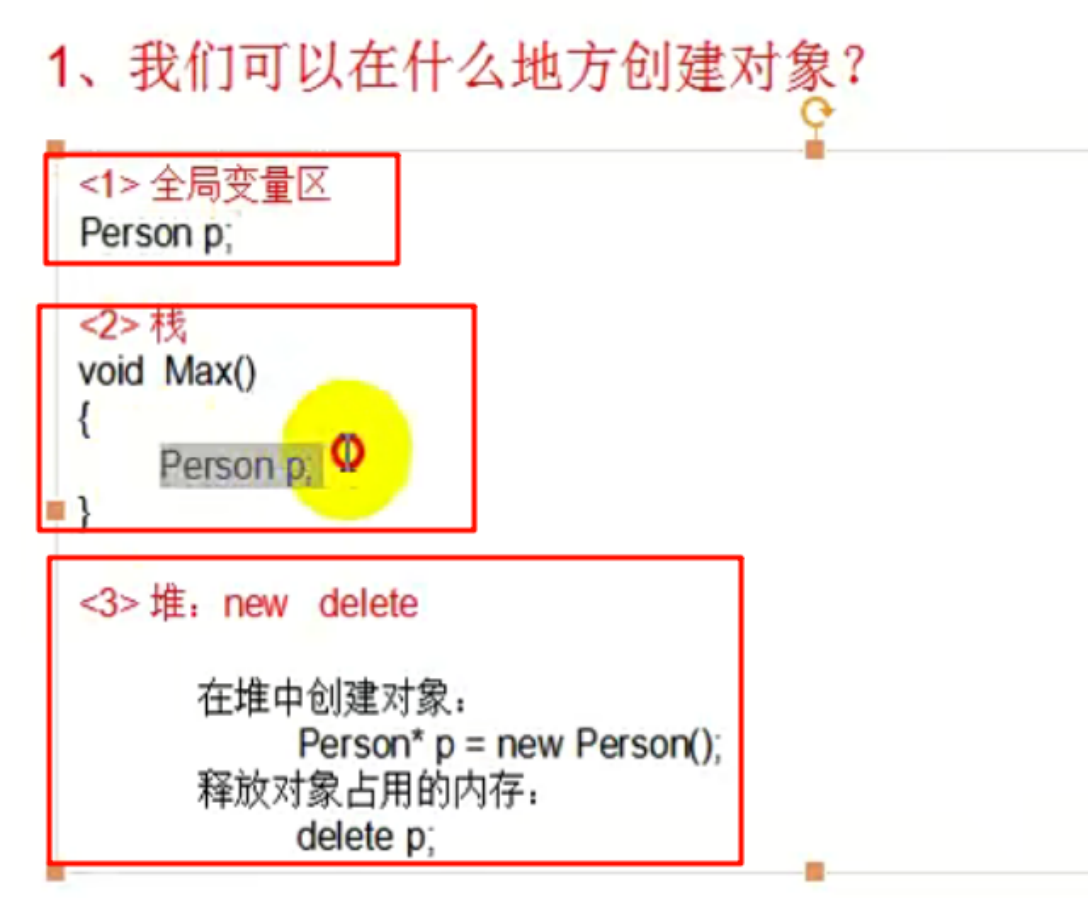 1、我们可以在什么地方创建对象?
<1> 全局变量区
Person p;
<2> 栈
void Max()
{
Person p;
}
<3> 堆：new delete
在堆中创建对象：
Person* p = new Person();
释放对象占用的内存：
delete p;